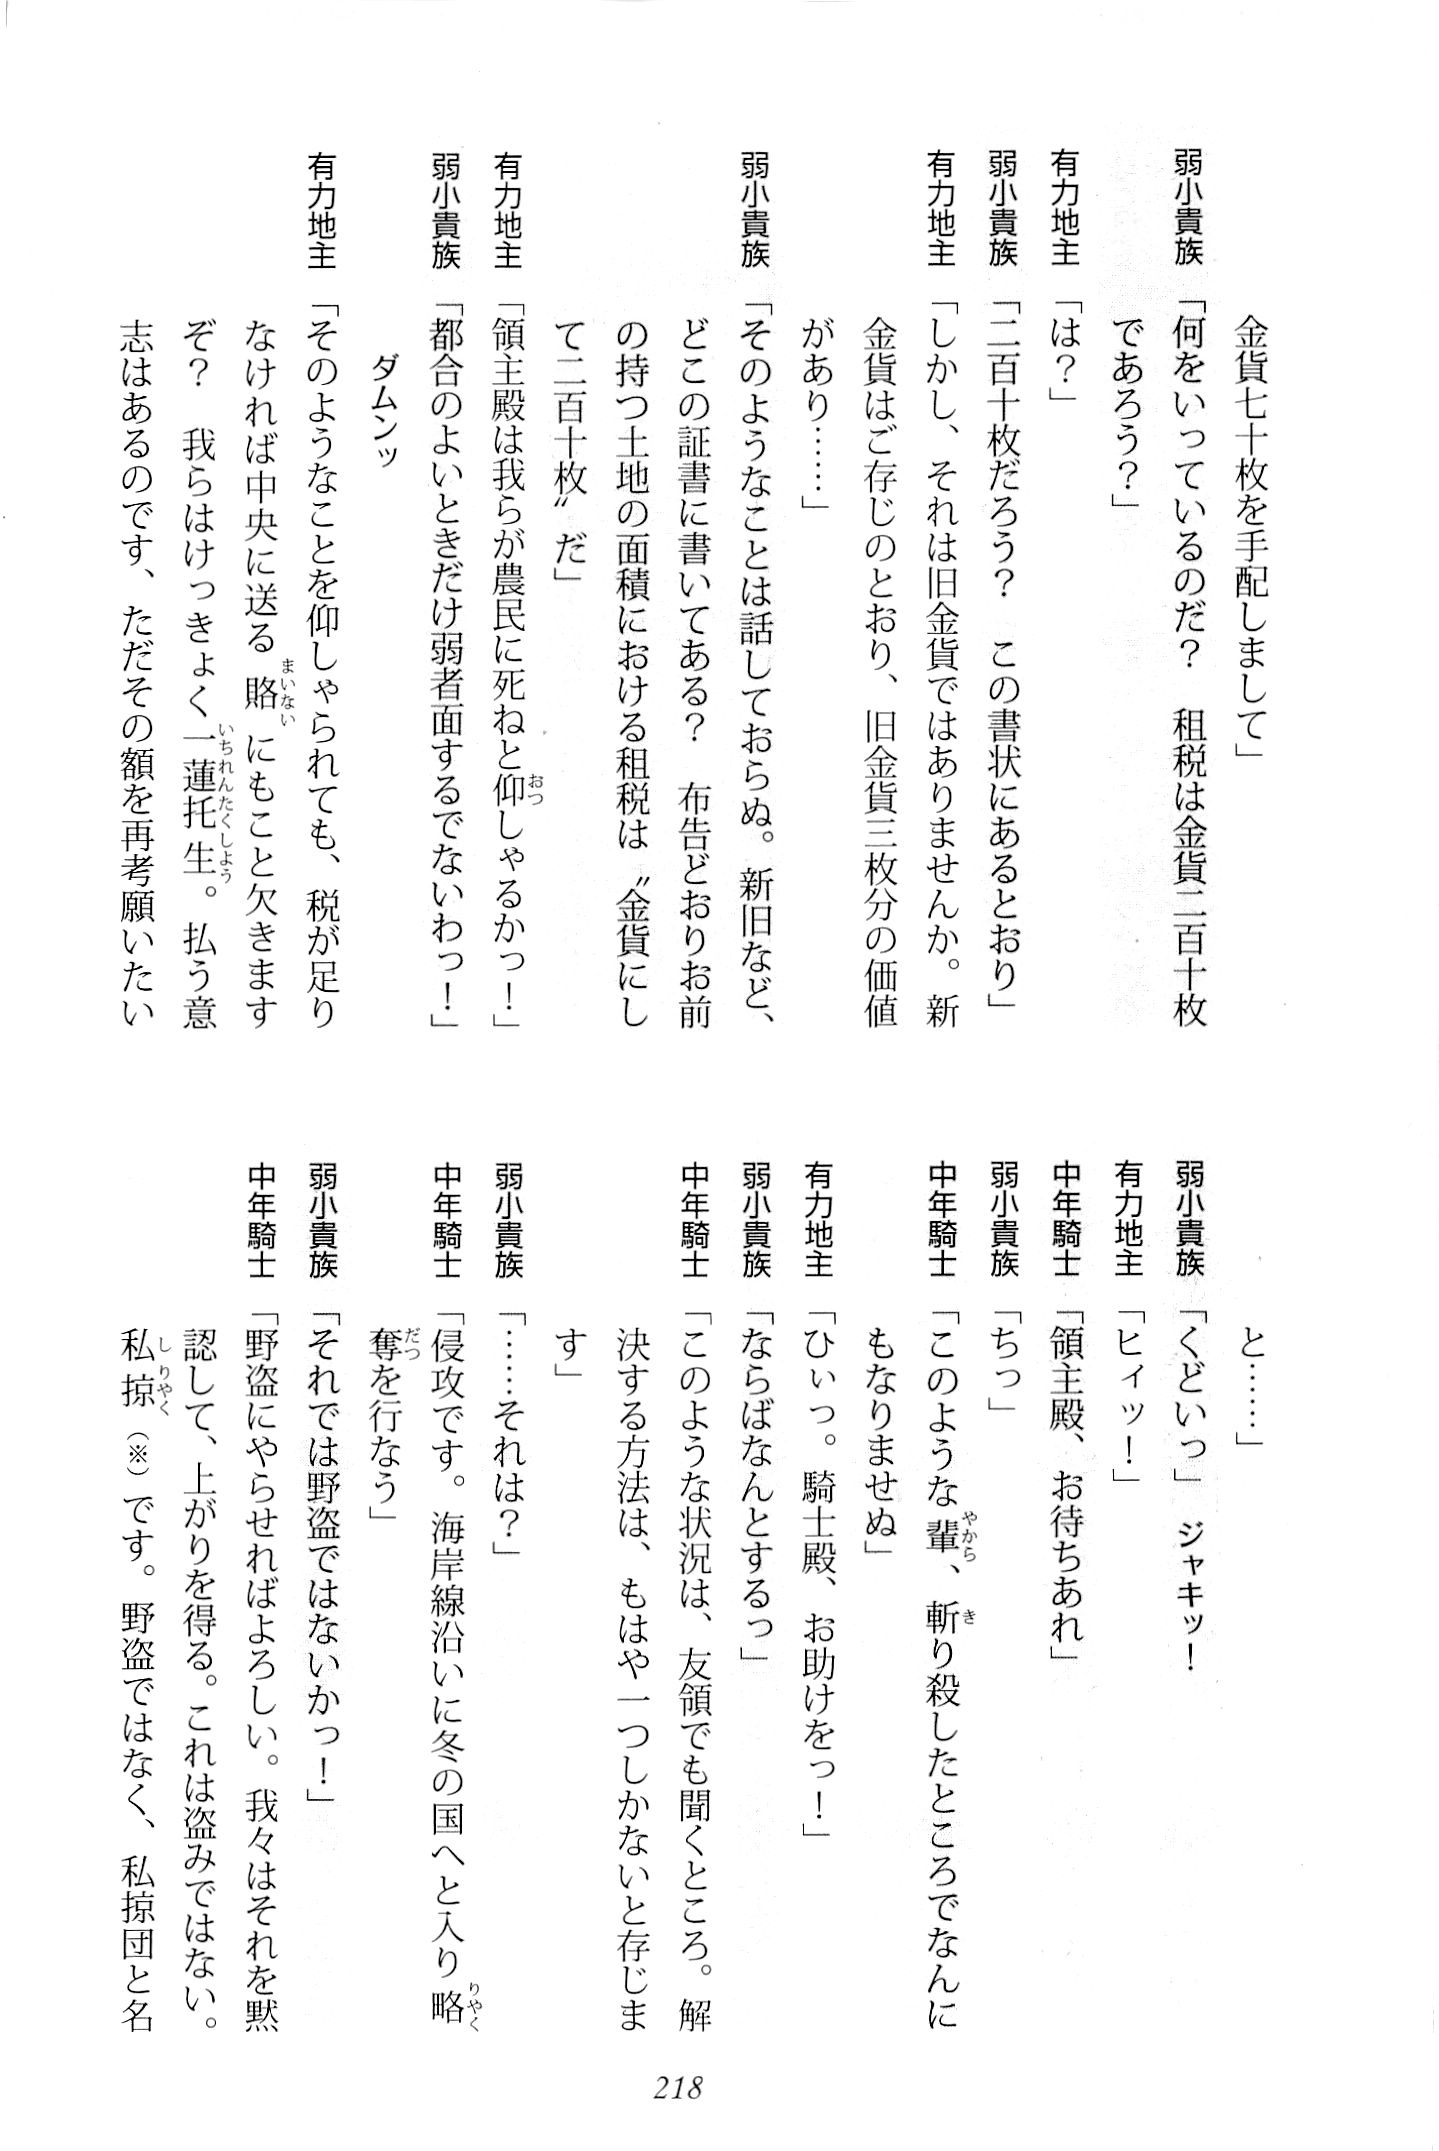 金貨七十枚を手配しまして」
弱小貴族「何をいっているのだ？　租税は金貨二百十枚
であろう？」
有力地主「は？」
弱小貴族「二百十枚だろう？　この書状にあるとおり」
有力地主「しかし、それは旧金貨ではありませんか。新
金貨はご存じのとおり、旧金貨三枚分の価値
があり……」
弱小貴族「そのようなことは話しておらぬ。新旧など、
どこの証書に書いてある？　布告どおりお前
の持つ土地の面積における租税は〝金貨にし
て二百十枚〟だ」
有力地主「領主殿は我らが農民に死ねと仰しゃるかっ！」
弱小貴族「都合のよいときだけ弱者面するでないわっ！」
ダムンッ
有力地主「そのようなことを仰しゃられても、税が足り
なければ中央に送る賂にもこと欠きます
ぞ？　我らはけっきょく一蓮托生。払う意
志はあるのです、ただその額を再考願いたい
と……」
弱小貴族「くどいっ」　ジャキッ！
有力地主「ヒィッ！」
中年騎士「領主殿、お待ちあれ」
弱小貴族「ちっ」
中年騎士「このような輩、斬り殺したところでなんに
もなりませぬ」
有力地主「ひぃっ。騎士殿、お助けをっ！」
弱小貴族「ならばなんとするっ」
中年騎士「このような状況は、友領でも聞くところ。解
決する方法は、もはや一つしかないと存じま
す」
弱小貴族「……それは？」
中年騎士「侵攻です。海岸線沿いに冬の国へと入り略
奪を行なう」
弱小貴族「それでは野盗ではないかっ！」
中年騎士「野盗にやらせればよろしい。我々はそれを黙
認して、上がりを得る。これは盗みではない。
私掠（※）です。野盗ではなく、私掠団と名
218